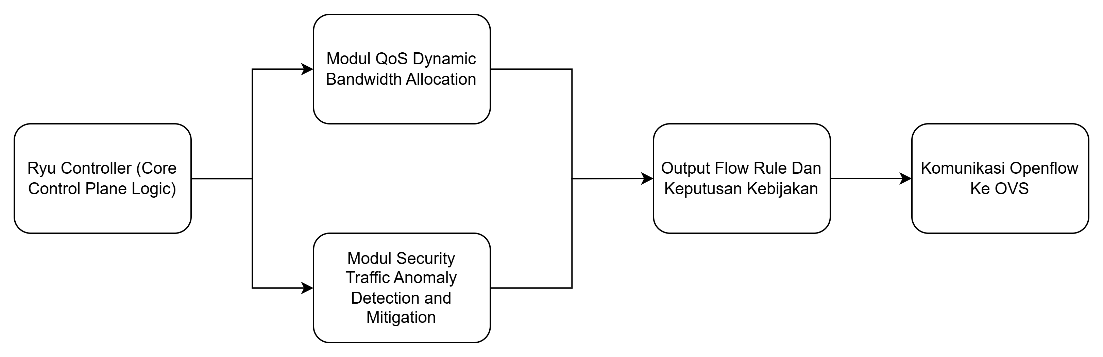 Modul QoS Dynamic
Bandwidth Allocation
Ryu Controller (Core
Control Plane Logic)
Output Flow Rule Dan
Keputusan Kebijakan
Komunikasi Openflow
Ke OVS
Modul Security
Traffic Anomaly
Detection and
Mitigation